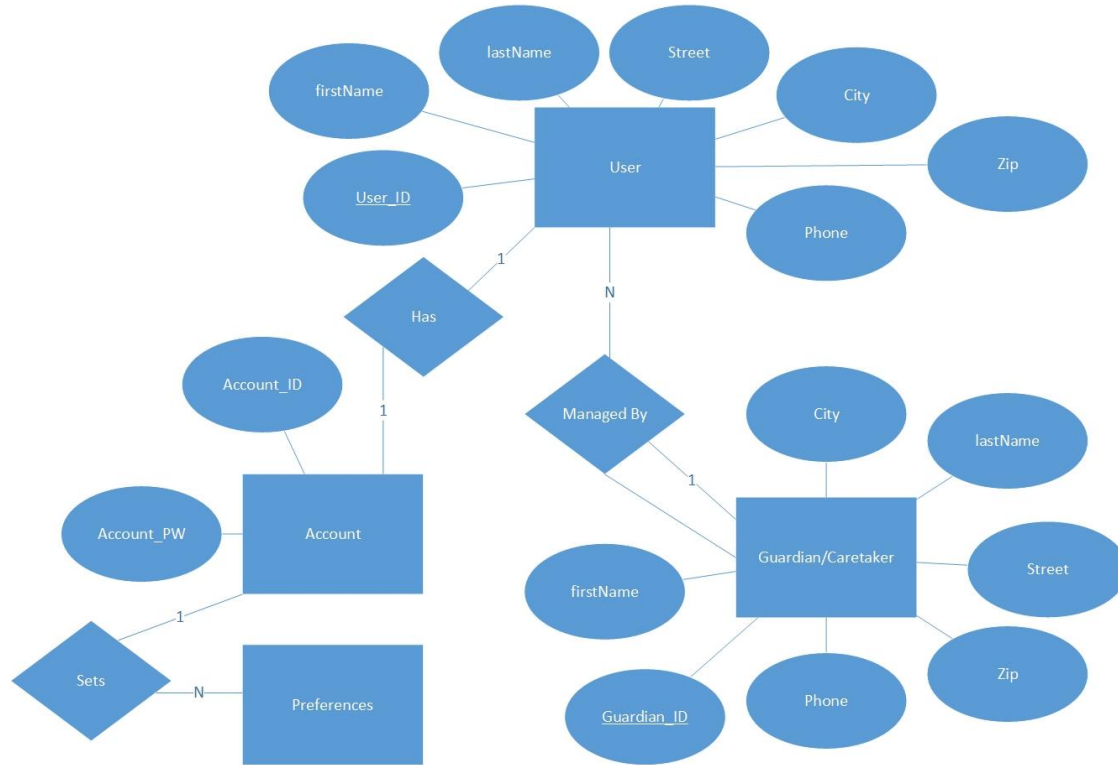 lastName
Street
firstName
City
User
Zip
User_ID
Phone
1
N
Has
Account_ID
1
Managed By
City
lastName
1
Account_PW
Account
Guardian/Caretaker
Street
firstName
1
Sets
N
Preferences
Zip
Phone
Guardian_ID